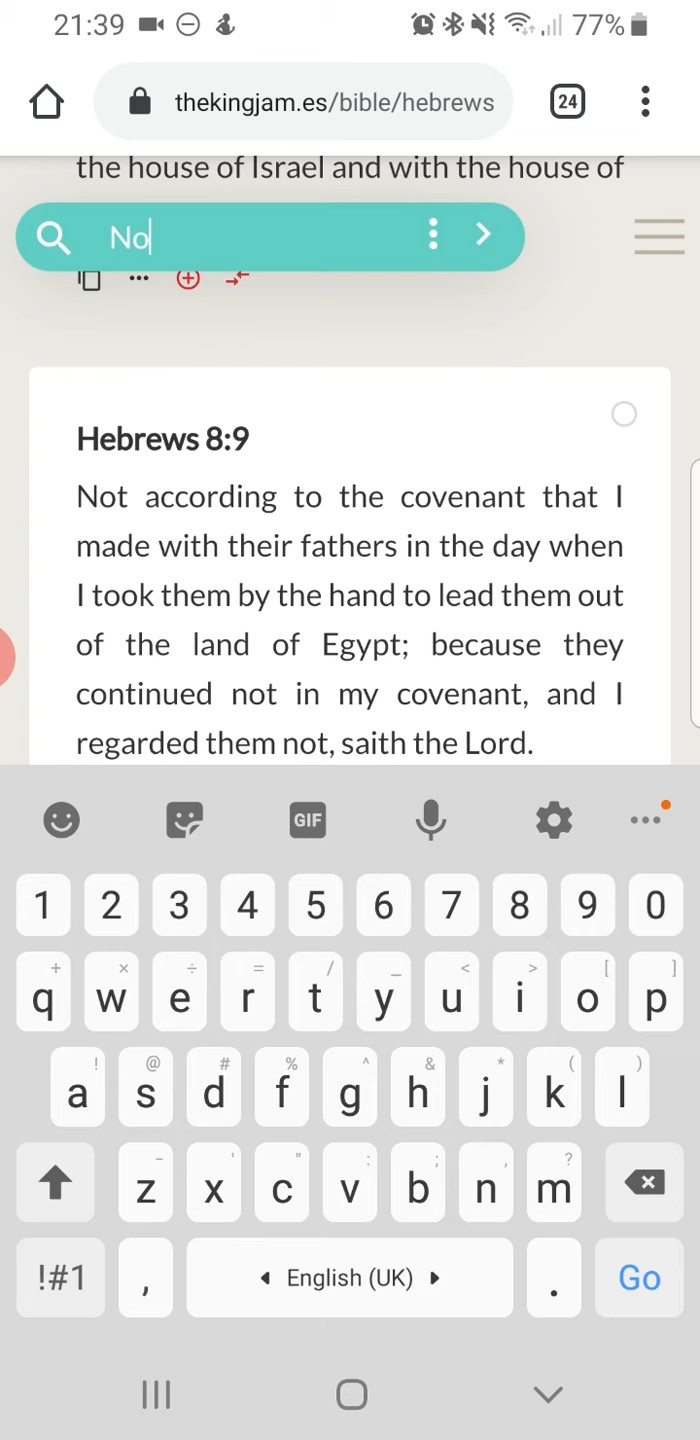 21:39
77%
thekingjam.es/bible/hebrews
24
the house of Israel and with the house of
No
Hebrews 8:9
Not according to the covenant that I
made with their fathers in the day when
I took them by the hand to lead them out
of the land of Egypt; because they
continued not in my covenant, and I
regarded them not, saith the Lord.
GIF
1 2 3 4 5 6 7 8 9 0
+ × ÷ = / _ < > [ ]
q w e r t y u i o p
! @ # % ^ & * ( )
a s d f g h j k l
- ' " : ; , ?
z x c v b n m
!#1 , English (UK) . Go